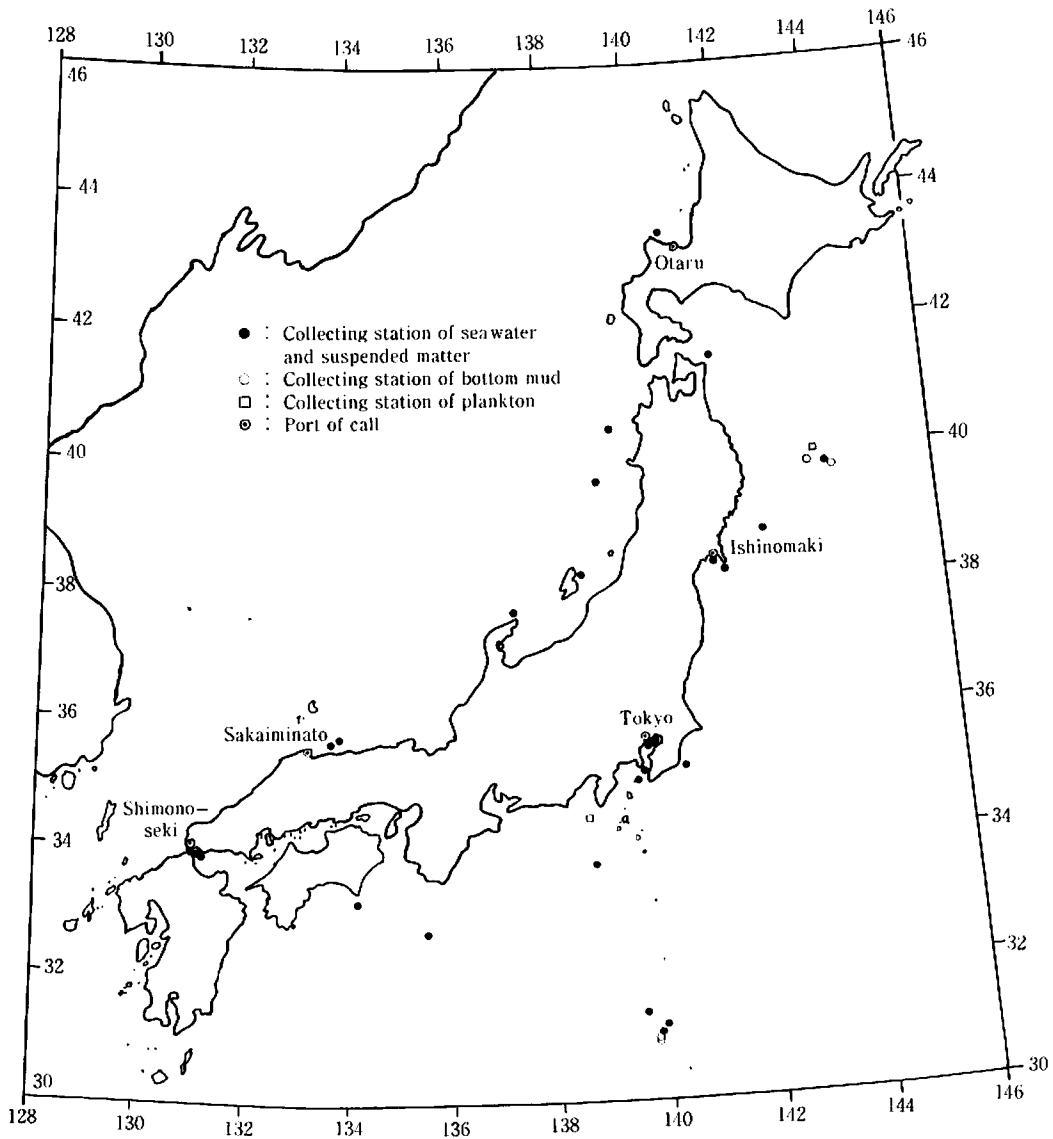 128 130 132 134 136 138 140 142 144 146
46 46
44 44
Otaru
42 42
● : Collecting station of seawater
and suspended matter
○ : Collecting station of bottom mud
□ : Collecting station of plankton
⊙ : Port of call
40 40
Ishinomaki
38 38
36 36
Tokyo
Sakaiminato
Shimono-
seki
34 34
32 32
30 30
128 130 132 134 136 138 140 142 144 146